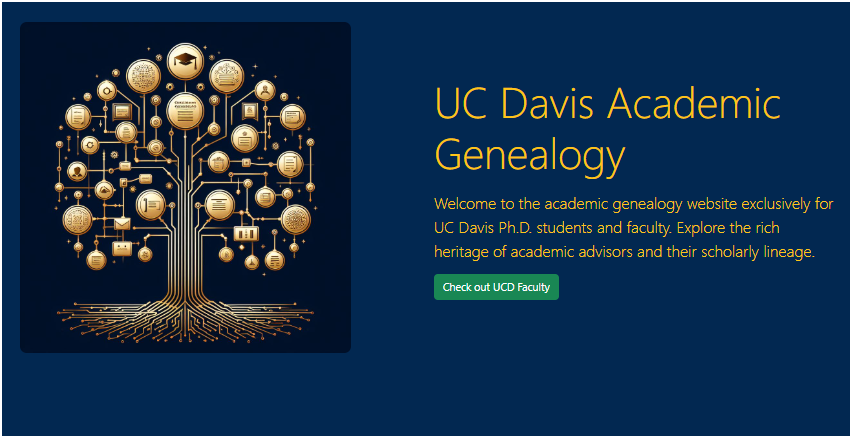 UC Davis Academic
Genealogy
Welcome to the academic genealogy website exclusively for
UC Davis Ph.D. students and faculty. Explore the rich
heritage of academic advisors and their scholarly lineage.
Check out UCD Faculty